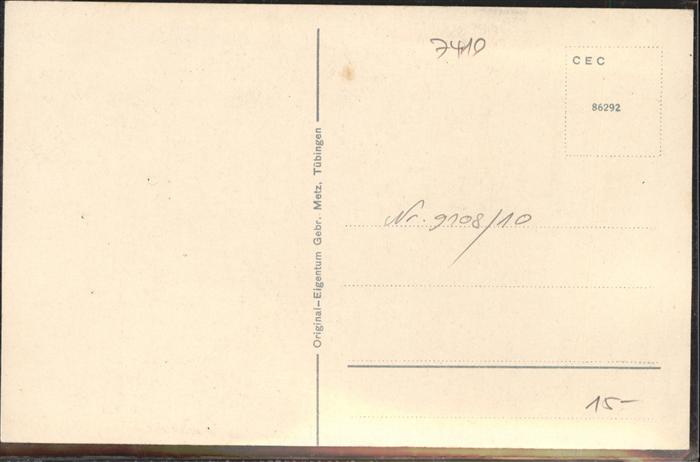 7410
CEC
86292
Original-Eigentum Gebr. Metz, Tübingen
Nr. 9108/10
15-